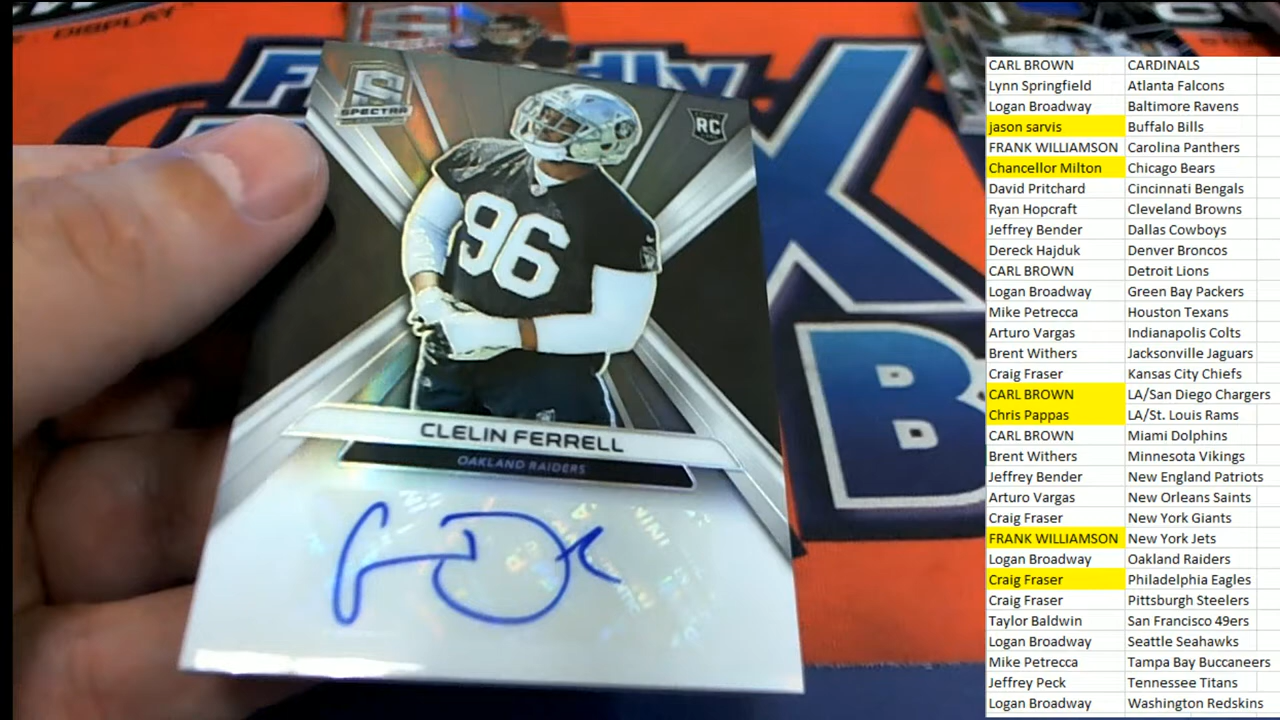 DISPLAY
SPECTRA
RC
96
CLELIN FERRELL
OAKLAND RAIDERS
B
CARL BROWN CARDINALS
Lynn Springfield Atlanta Falcons
Logan Broadway Baltimore Ravens
jason sarvis Buffalo Bills
FRANK WILLIAMSON Carolina Panthers
Chancellor Milton Chicago Bears
David Pritchard Cincinnati Bengals
Ryan Hopcraft Cleveland Browns
Jeffrey Bender Dallas Cowboys
Dereck Hajduk Denver Broncos
CARL BROWN Detroit Lions
Logan Broadway Green Bay Packers
Mike Petrecca Houston Texans
Arturo Vargas Indianapolis Colts
Brent Withers Jacksonville Jaguars
Craig Fraser Kansas City Chiefs
CARL BROWN LA/San Diego Chargers
Chris Pappas LA/St. Louis Rams
CARL BROWN Miami Dolphins
Brent Withers Minnesota Vikings
Jeffrey Bender New England Patriots
Arturo Vargas New Orleans Saints
Craig Fraser New York Giants
FRANK WILLIAMSON New York Jets
Logan Broadway Oakland Raiders
Craig Fraser Philadelphia Eagles
Craig Fraser Pittsburgh Steelers
Taylor Baldwin San Francisco 49ers
Logan Broadway Seattle Seahawks
Mike Petrecca Tampa Bay Buccaneers
Jeffrey Peck Tennessee Titans
Logan Broadway Washington Redskins